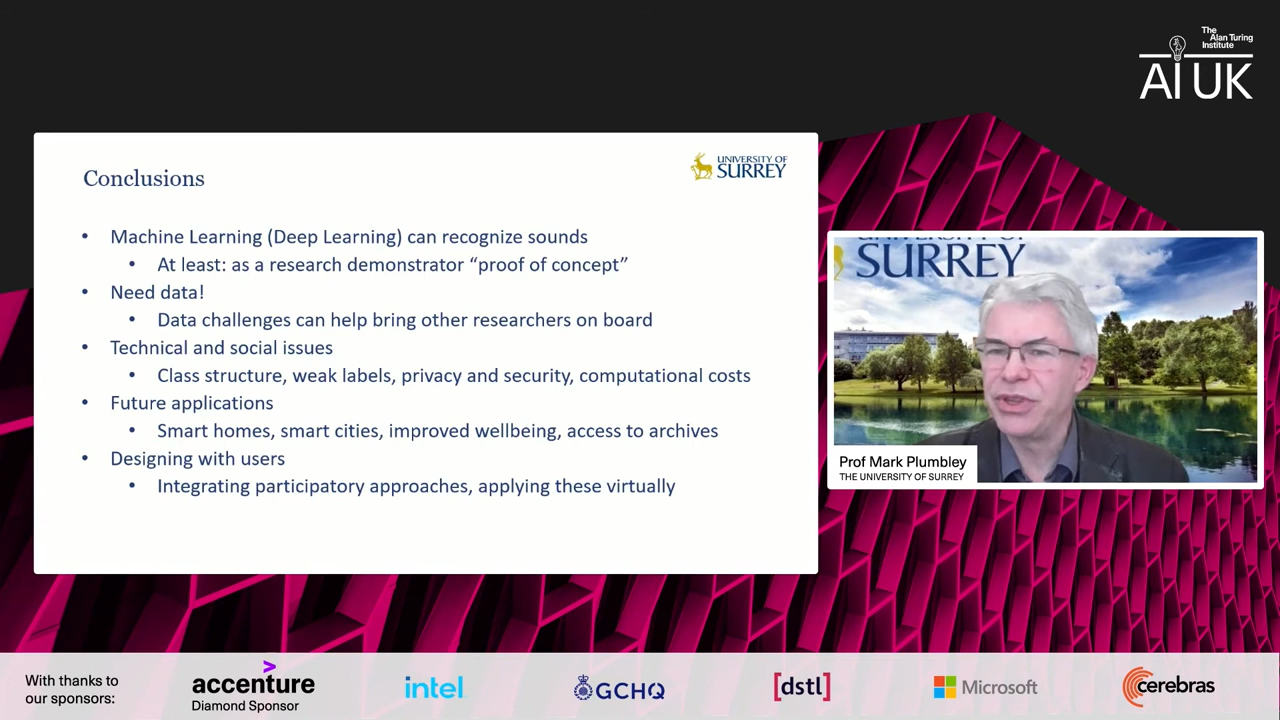 The
Alan Turing
Institute
AI UK
UNIVERSITY OF
SURREY
Conclusions
• Machine Learning (Deep Learning) can recognize sounds
• At least: as a research demonstrator “proof of concept”
• Need data!
• Data challenges can help bring other researchers on board
• Technical and social issues
• Class structure, weak labels, privacy and security, computational costs
• Future applications
• Smart homes, smart cities, improved wellbeing, access to archives
• Designing with users
• Integrating participatory approaches, applying these virtually
UNIVERSITY OF
SURREY
Prof Mark Plumbley
THE UNIVERSITY OF SURREY
With thanks to
our sponsors:
accenture
Diamond Sponsor
intel
GCHQ
[dstl]
Microsoft
cerebras